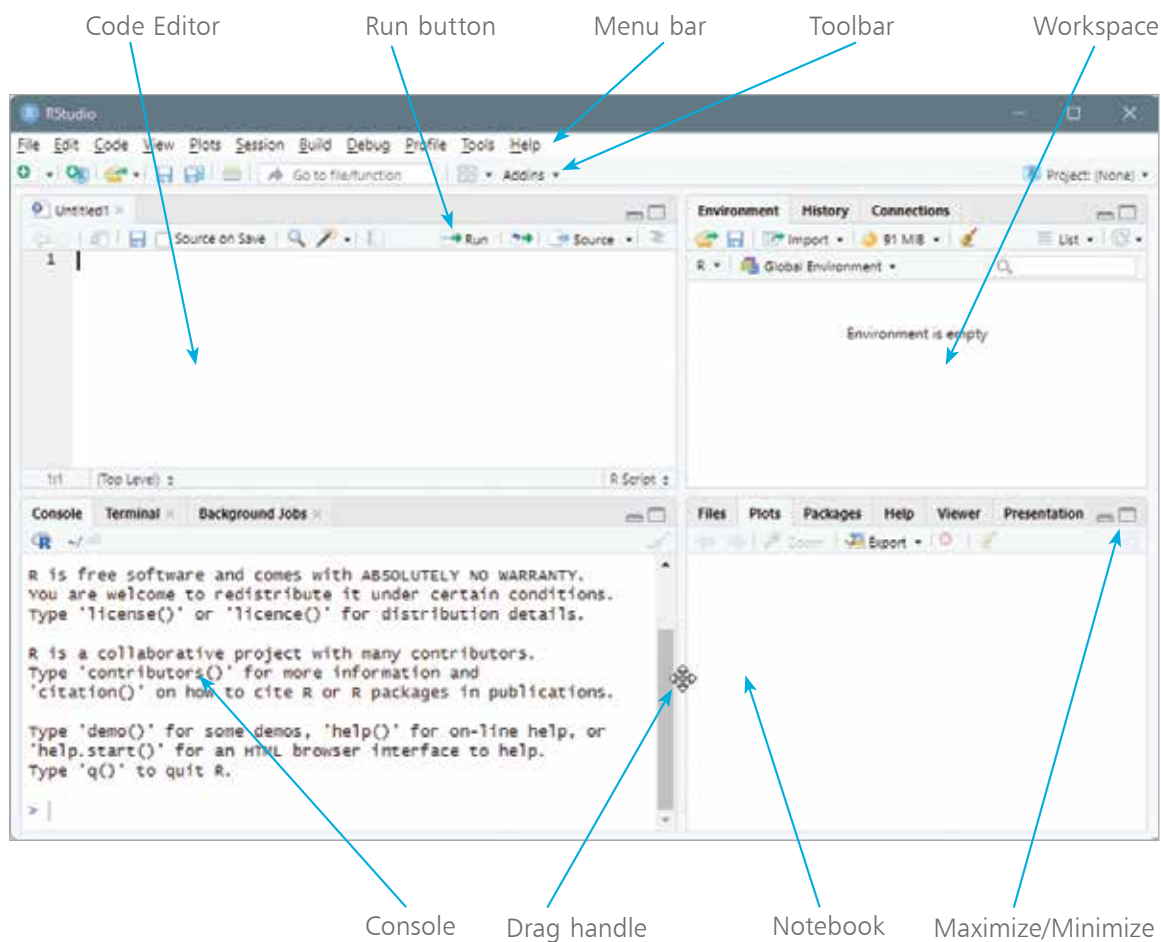 Code Editor Run button Menu bar Toolbar Workspace
RStudio
File Edit Code View Plots Session Build Debug Profile Tools Help
Go to file/function Addins Project: (None)
Untitled1
Source on Save Run Source
1
1:1 (Top Level) R Script
Environment History Connections
Import 91 MiB List
R Global Environment
Environment is empty
Console Terminal Background Jobs
R ~/
R is free software and comes with ABSOLUTELY NO WARRANTY.
You are welcome to redistribute it under certain conditions.
Type 'license()' or 'licence()' for distribution details.
R is a collaborative project with many contributors.
Type 'contributors()' for more information and
'citation()' on how to cite R or R packages in publications.
Type 'demo()' for some demos, 'help()' for on-line help, or
'help.start()' for an HTML browser interface to help.
Type 'q()' to quit R.
>
Files Plots Packages Help Viewer Presentation
Zoom Export
Console Drag handle Notebook Maximize/Minimize